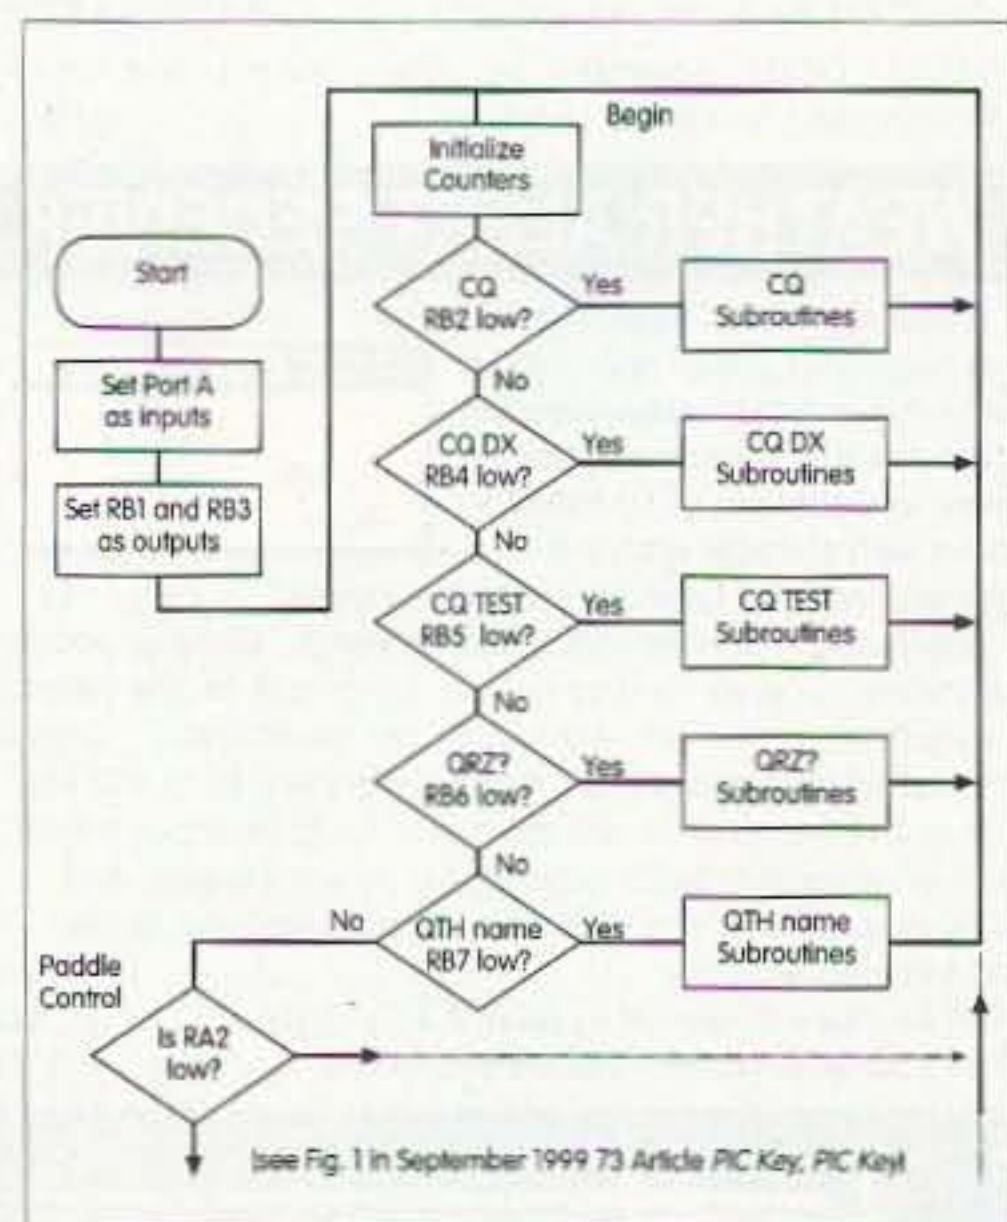 Begin
Initialize
Counters
Start
CQ
RB2 low?
Yes
CQ
Subroutines
Set Port A
as inputs
No
CQ DX
RB4 low?
Yes
CQ DX
Subroutines
Set RB1 and RB3
as outputs
No
CQ TEST
RB5 low?
Yes
CQ TEST
Subroutines
No
QRZ?
RB6 low?
Yes
QRZ?
Subroutines
No
No
QTH name
RB7 low?
Yes
QTH name
Subroutines
Paddle
Control
Is RA2
low?
(see Fig. 1 in September 1999 73 Article PIC Key, PIC Key)